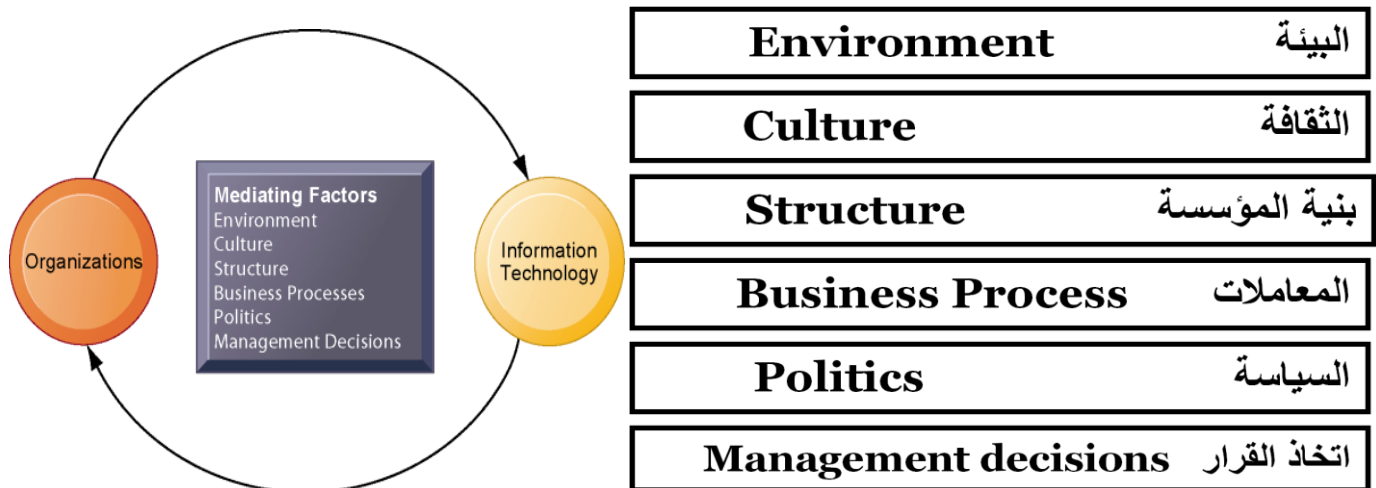 Organizations
Mediating Factors
Environment
Culture
Structure
Business Processes
Politics
Management Decisions
Information
Technology
Environment البيئة
Culture الثقافة
Structure بنية المؤسسة
Business Process المعاملات
Politics السياسة
Management decisions اتخاذ القرار